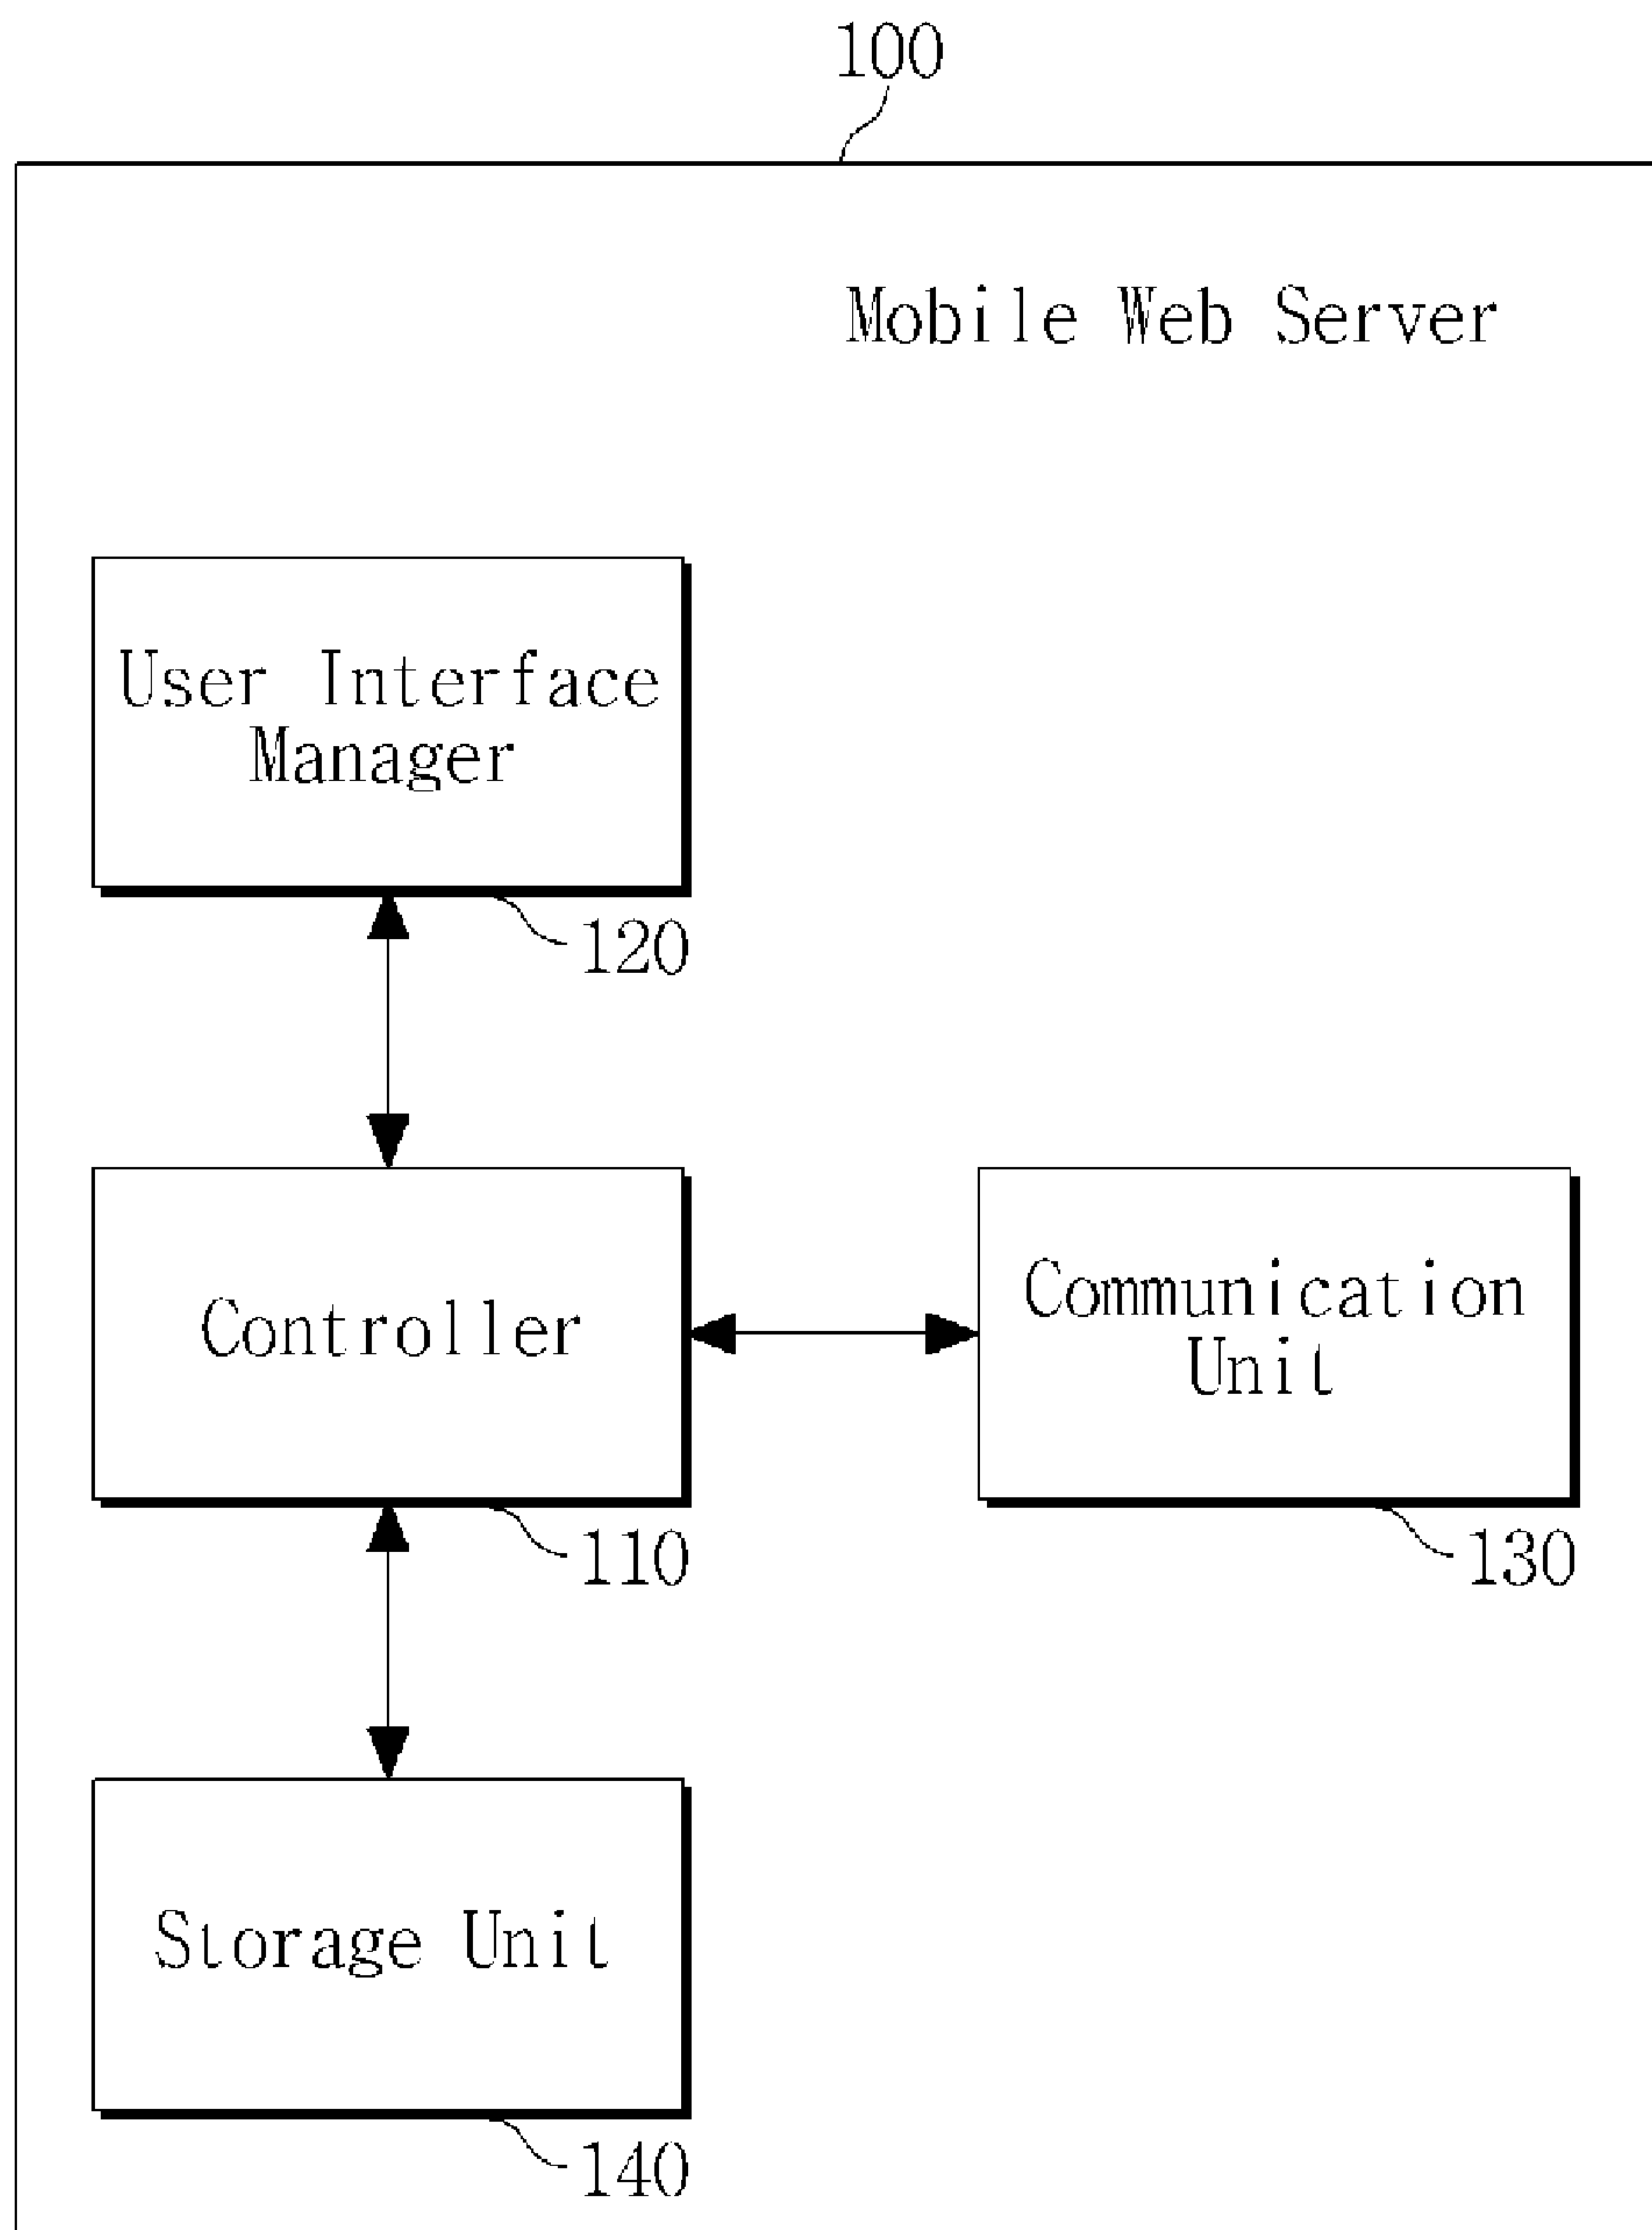 100
Mobile Web Server
User Interface
Manager
120
Controller
110
Communication
Unit
130
Storage Unit
140